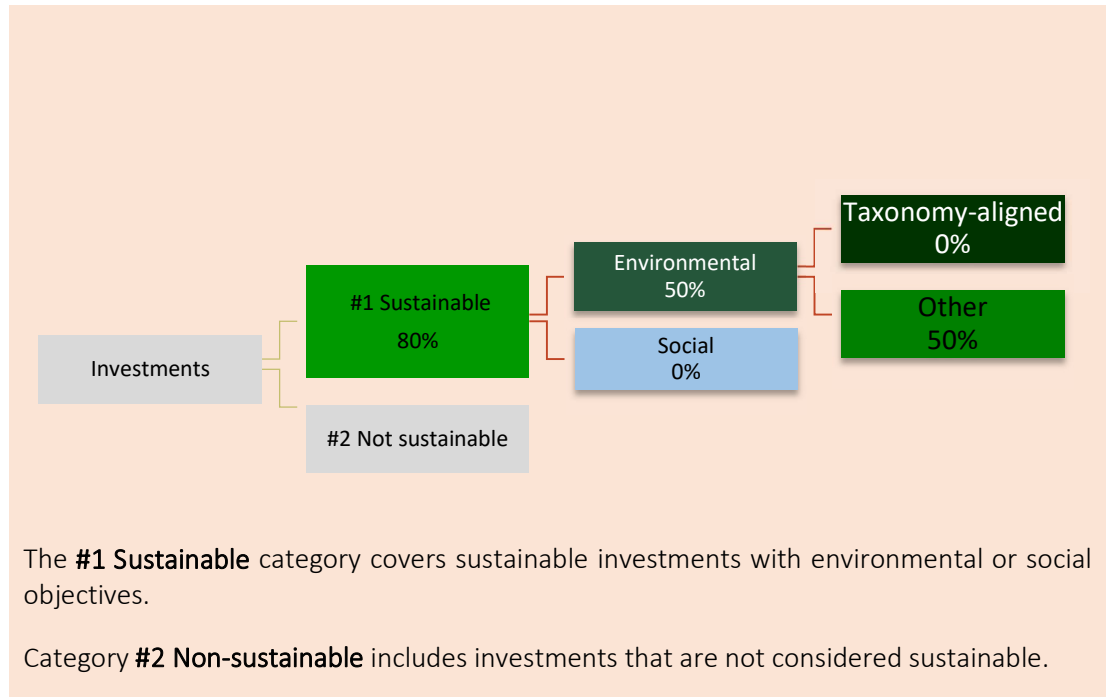 Taxonomy-aligned
0%
Environmental
50%
#1 Sustainable
80%
Other
50%
Social
0%
Investments
#2 Not sustainable
The #1 Sustainable category covers sustainable investments with environmental or social
objectives.
Category #2 Non-sustainable includes investments that are not considered sustainable.